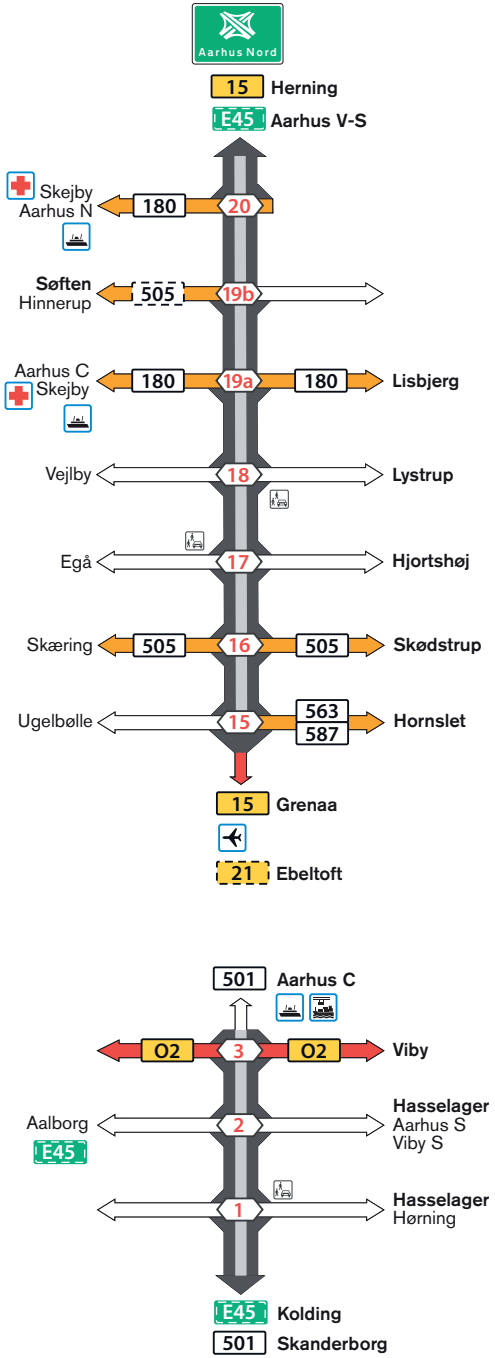 Aarhus Nord
15 Herning
E45 Aarhus V-S
Skejby
Aarhus N
180
20
Søften
Hinnerup
505
19b
Aarhus C
Skejby
180
19a
180
Lisbjerg
Vejlby
18
Lystrup
Egå
17
Hjortshøj
Skæring
505
16
505
Skødstrup
Ugelbølle
15
563
587
Hornslet
15 Grenaa
21 Ebeltoft
501 Aarhus C
O2
3
O2
Viby
Aalborg
E45
2
Hasselager
Aarhus S
Viby S
1
Hasselager
Hørning
E45 Kolding
501 Skanderborg